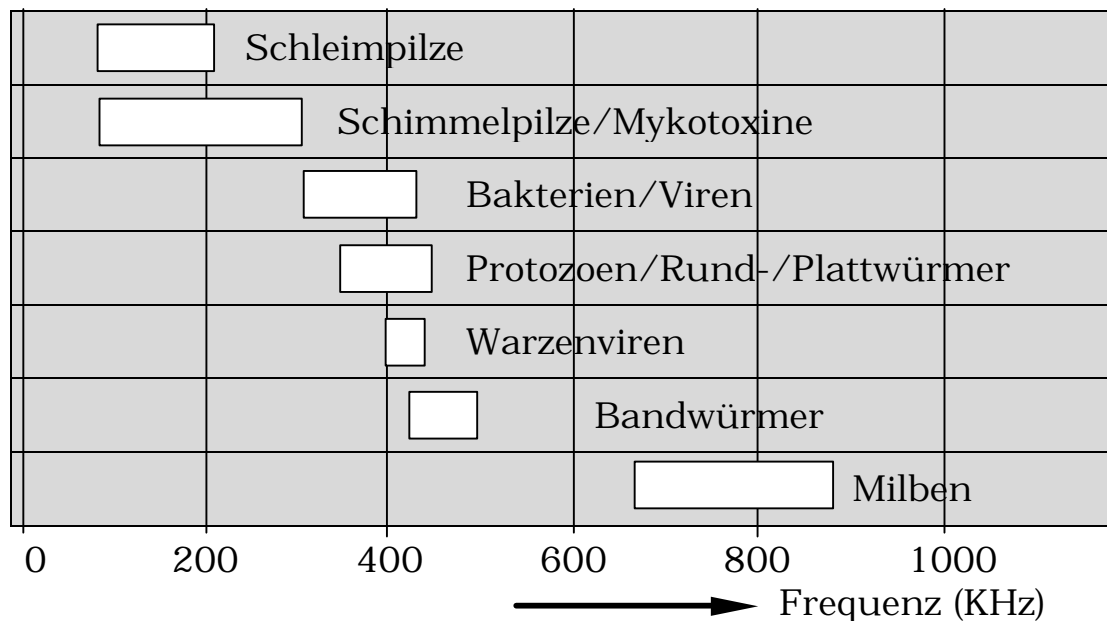 Schleimpilze
Schimmelpilze/Mykotoxine
Bakterien/Viren
Protozoen/Rund-/Plattwürmer
Warzenviren
Bandwürmer
Milben
0 200 400 600 800 1000
Frequenz (KHz)